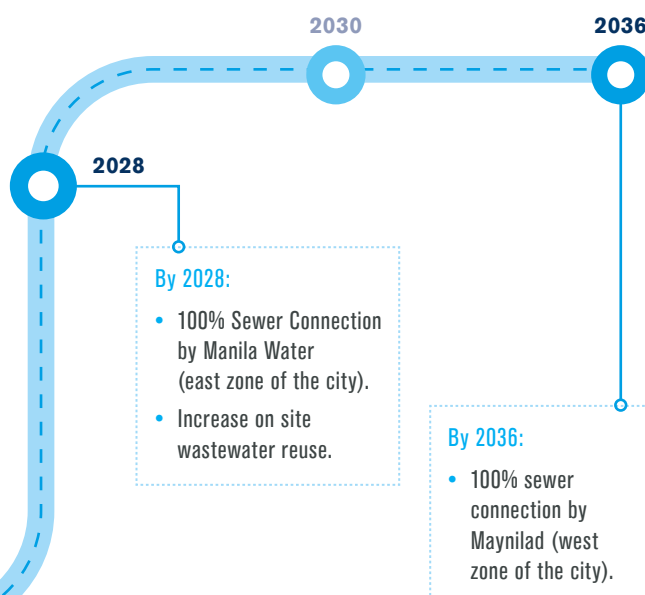 2030
2036
2028
By 2028:
• 100% Sewer Connection
by Manila Water
(east zone of the city).
• Increase on site
wastewater reuse.
By 2036:
• 100% sewer
connection by
Maynilad (west
zone of the city).